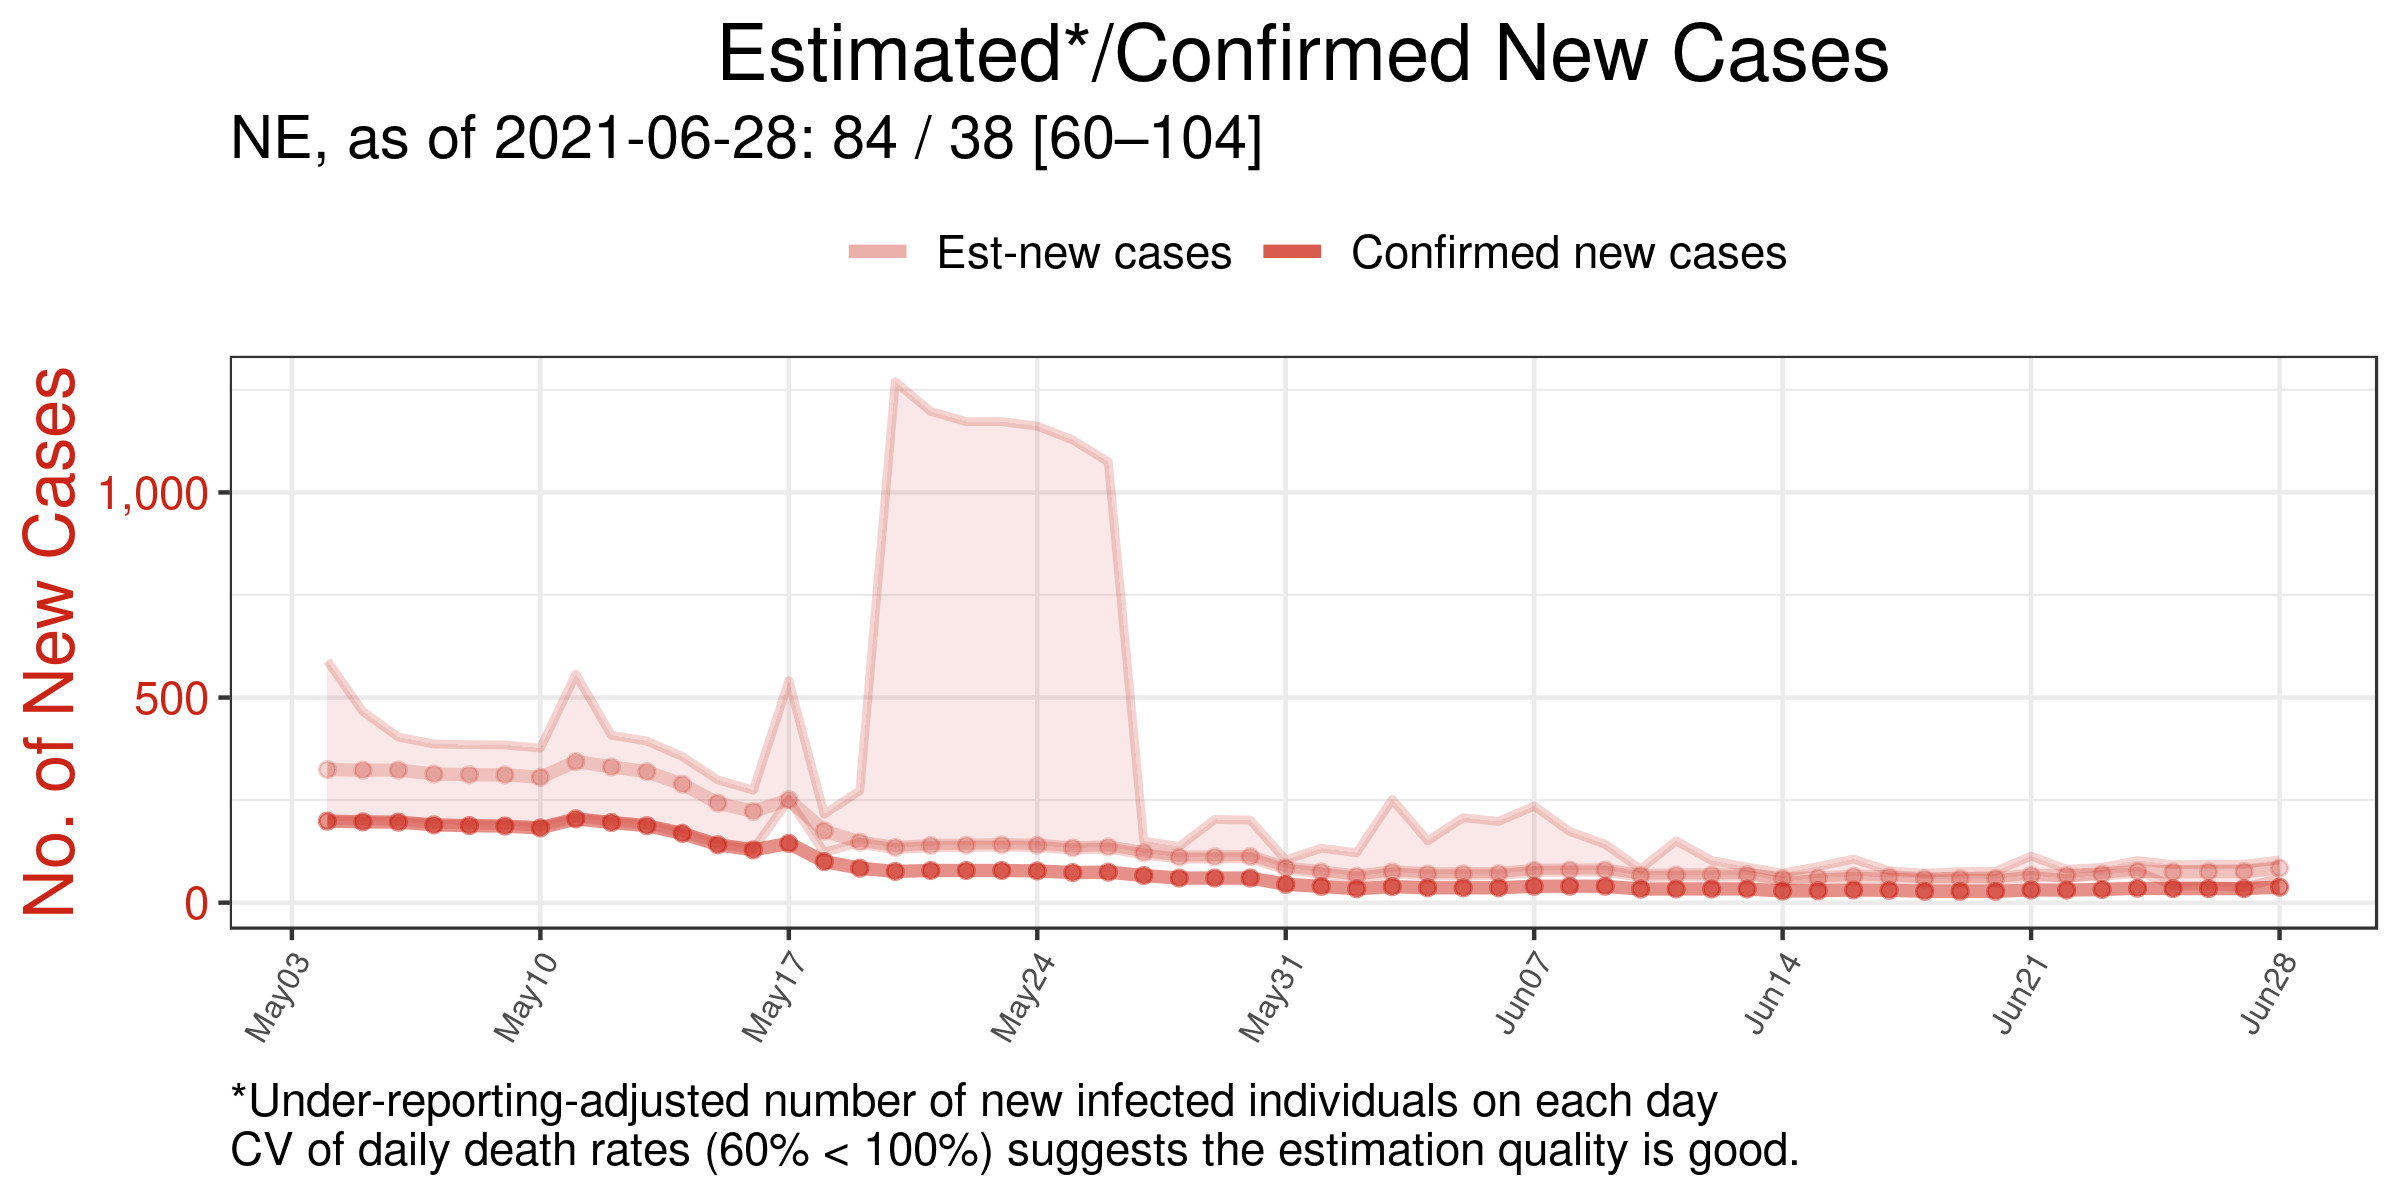 Estimated*/Confirmed New Cases
NE, as of 2021-06-28: 84 / 38 [60–104]
Est-new cases
Confirmed new cases
No. of New Cases
1,000
500
0
May03
May10
May17
May24
May31
Jun07
Jun14
Jun21
Jun28
*Under-reporting-adjusted number of new infected individuals on each day
CV of daily death rates (60% < 100%) suggests the estimation quality is good.